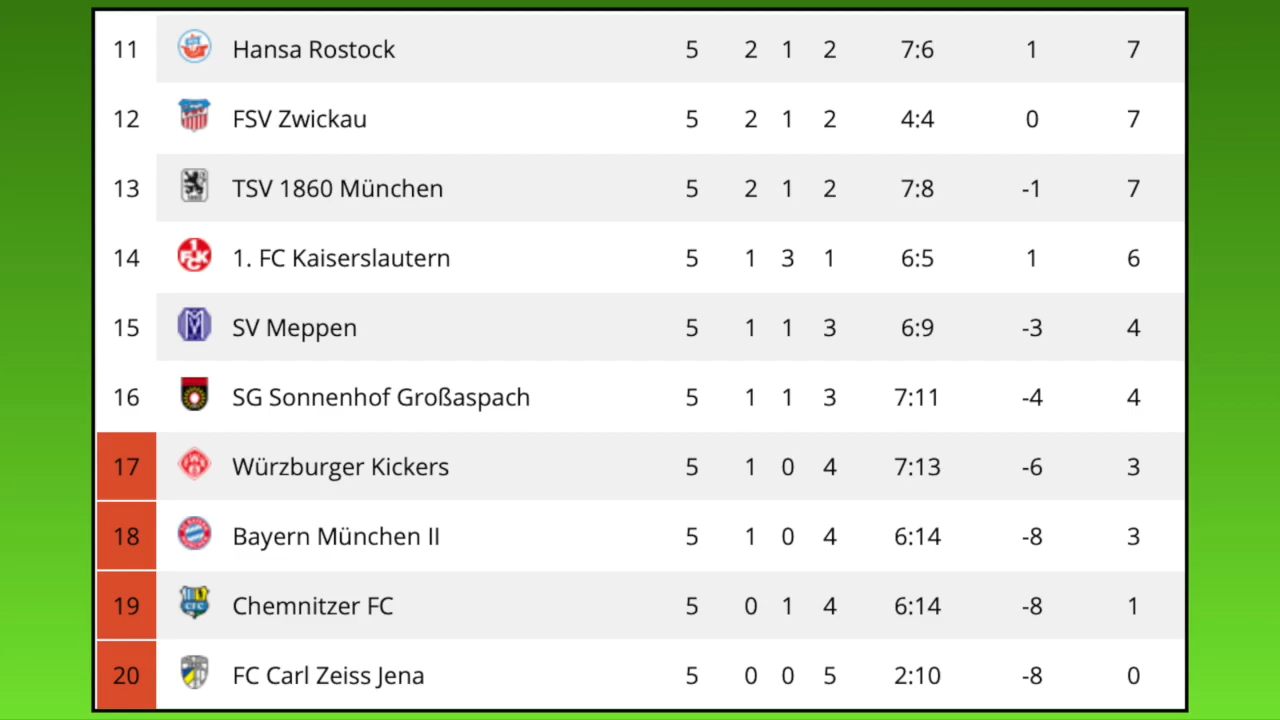 11 Hansa Rostock 5 2 1 2 7:6 1 7
12 FSV Zwickau 5 2 1 2 4:4 0 7
13 TSV 1860 München 5 2 1 2 7:8 -1 7
14 1. FC Kaiserslautern 5 1 3 1 6:5 1 6
15 SV Meppen 5 1 1 3 6:9 -3 4
16 SG Sonnenhof Großaspach 5 1 1 3 7:11 -4 4
17 Würzburger Kickers 5 1 0 4 7:13 -6 3
18 Bayern München II 5 1 0 4 6:14 -8 3
19 Chemnitzer FC 5 0 1 4 6:14 -8 1
20 FC Carl Zeiss Jena 5 0 0 5 2:10 -8 0